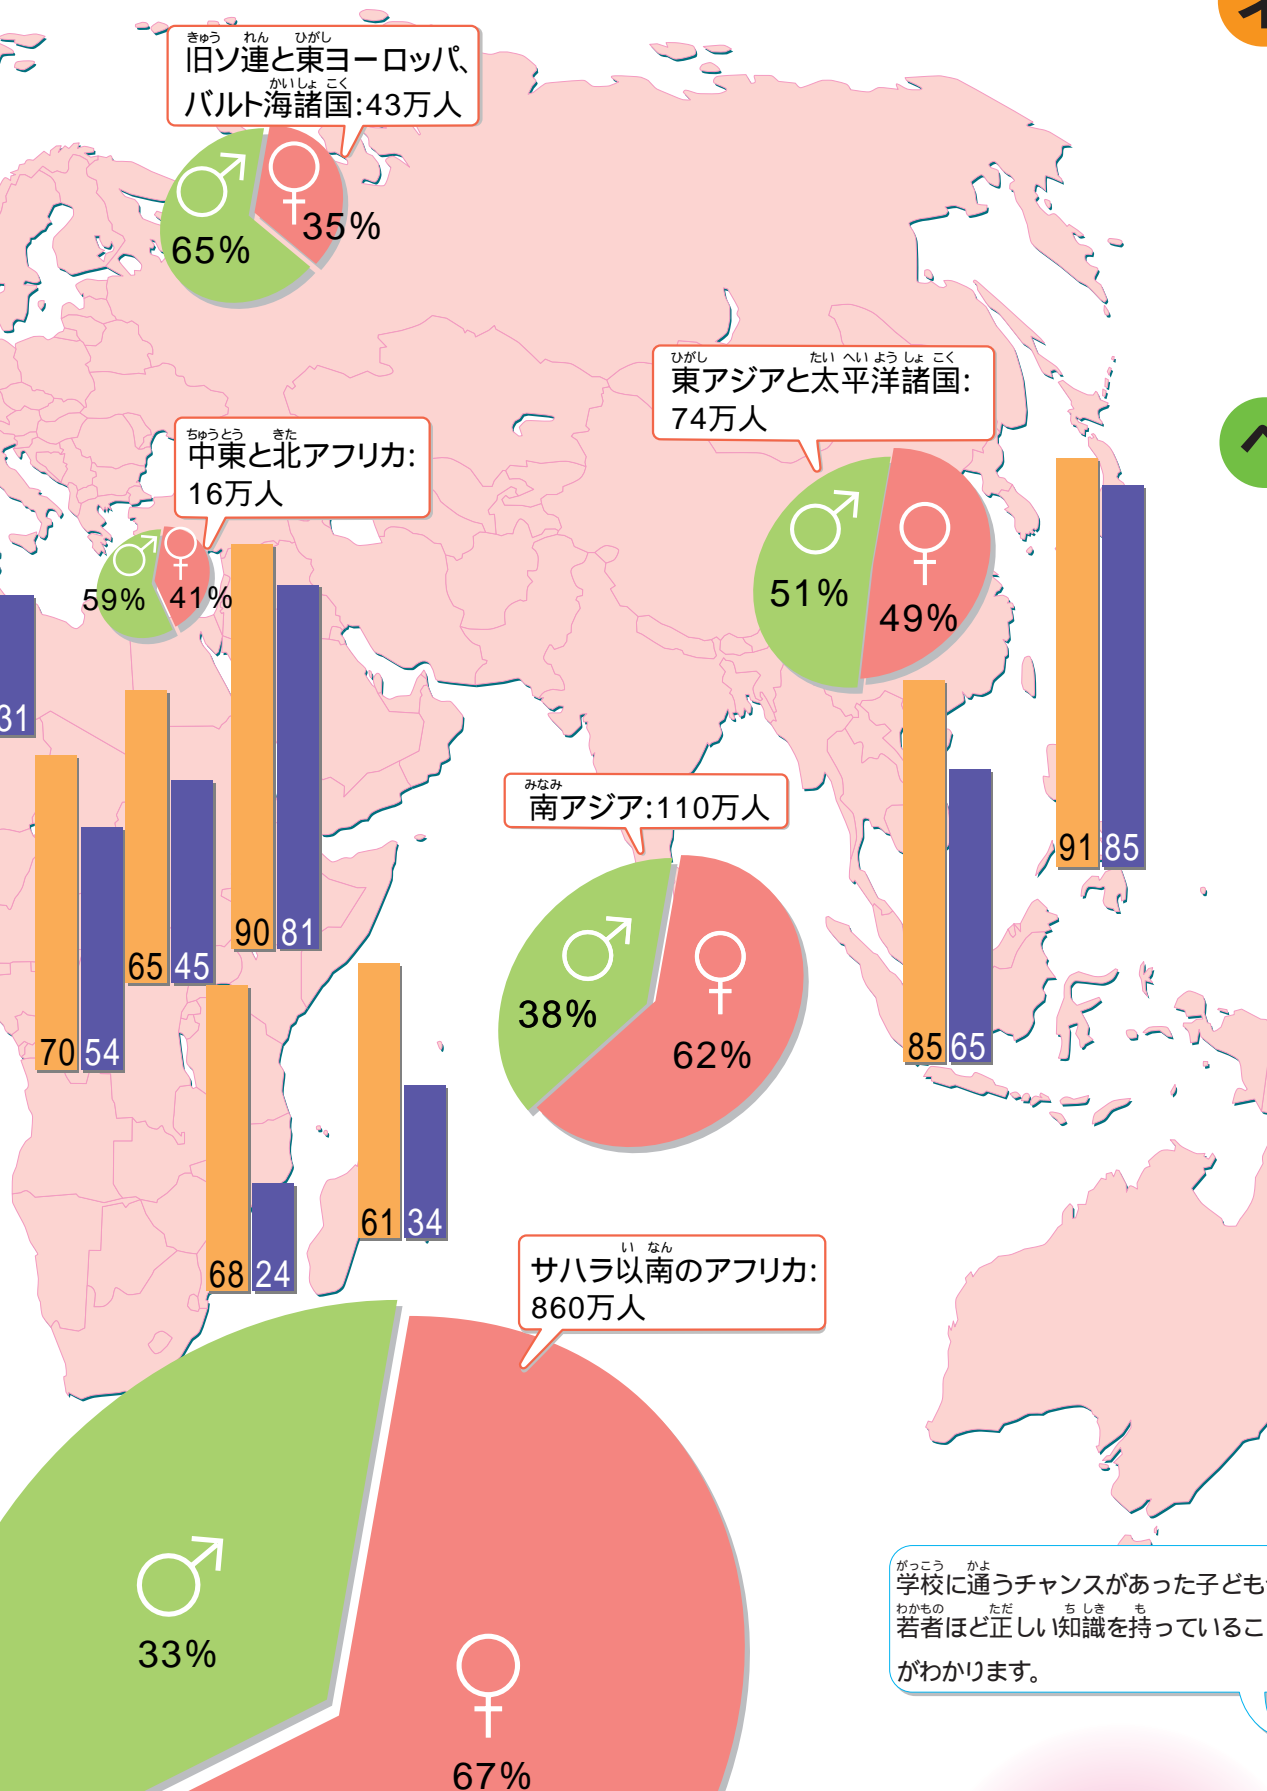 旧ソ連と東ヨーロッパ、
バルト海諸国:43万人
65%
35%
東アジアと太平洋諸国:
74万人
51%
49%
中東と北アフリカ:
16万人
59%
41%
31
70 54
65 45
90 81
南アジア:110万人
38%
62%
91 85
85 65
68 24
61 34
サハラ以南のアフリカ:
860万人
33%
67%
学校に通うチャンスがあった子ども
若者ほど正しい知識を持っているこ
がわかります。